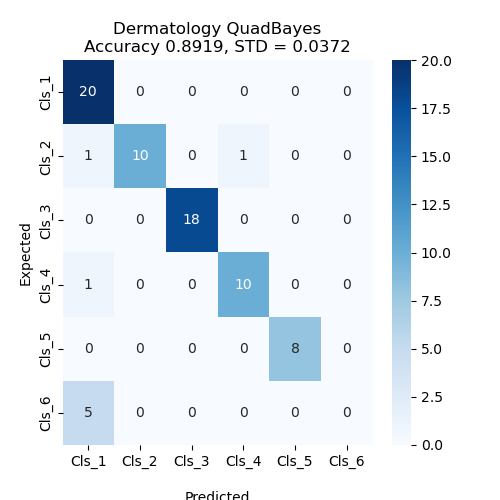 Dermatology QuadBayes
Accuracy 0.8919, STD = 0.0372
Cls_1 20 0 0 0 0 0
Cls_2 1 10 0 1 0 0
Cls_3 0 0 18 0 0 0
Cls_4 1 0 0 10 0 0
Cls_5 0 0 0 0 8 0
Cls_6 5 0 0 0 0 0
Expected
Cls_1 Cls_2 Cls_3 Cls_4 Cls_5 Cls_6
Predicted
20.0
17.5
15.0
12.5
10.0
7.5
5.0
2.5
0.0